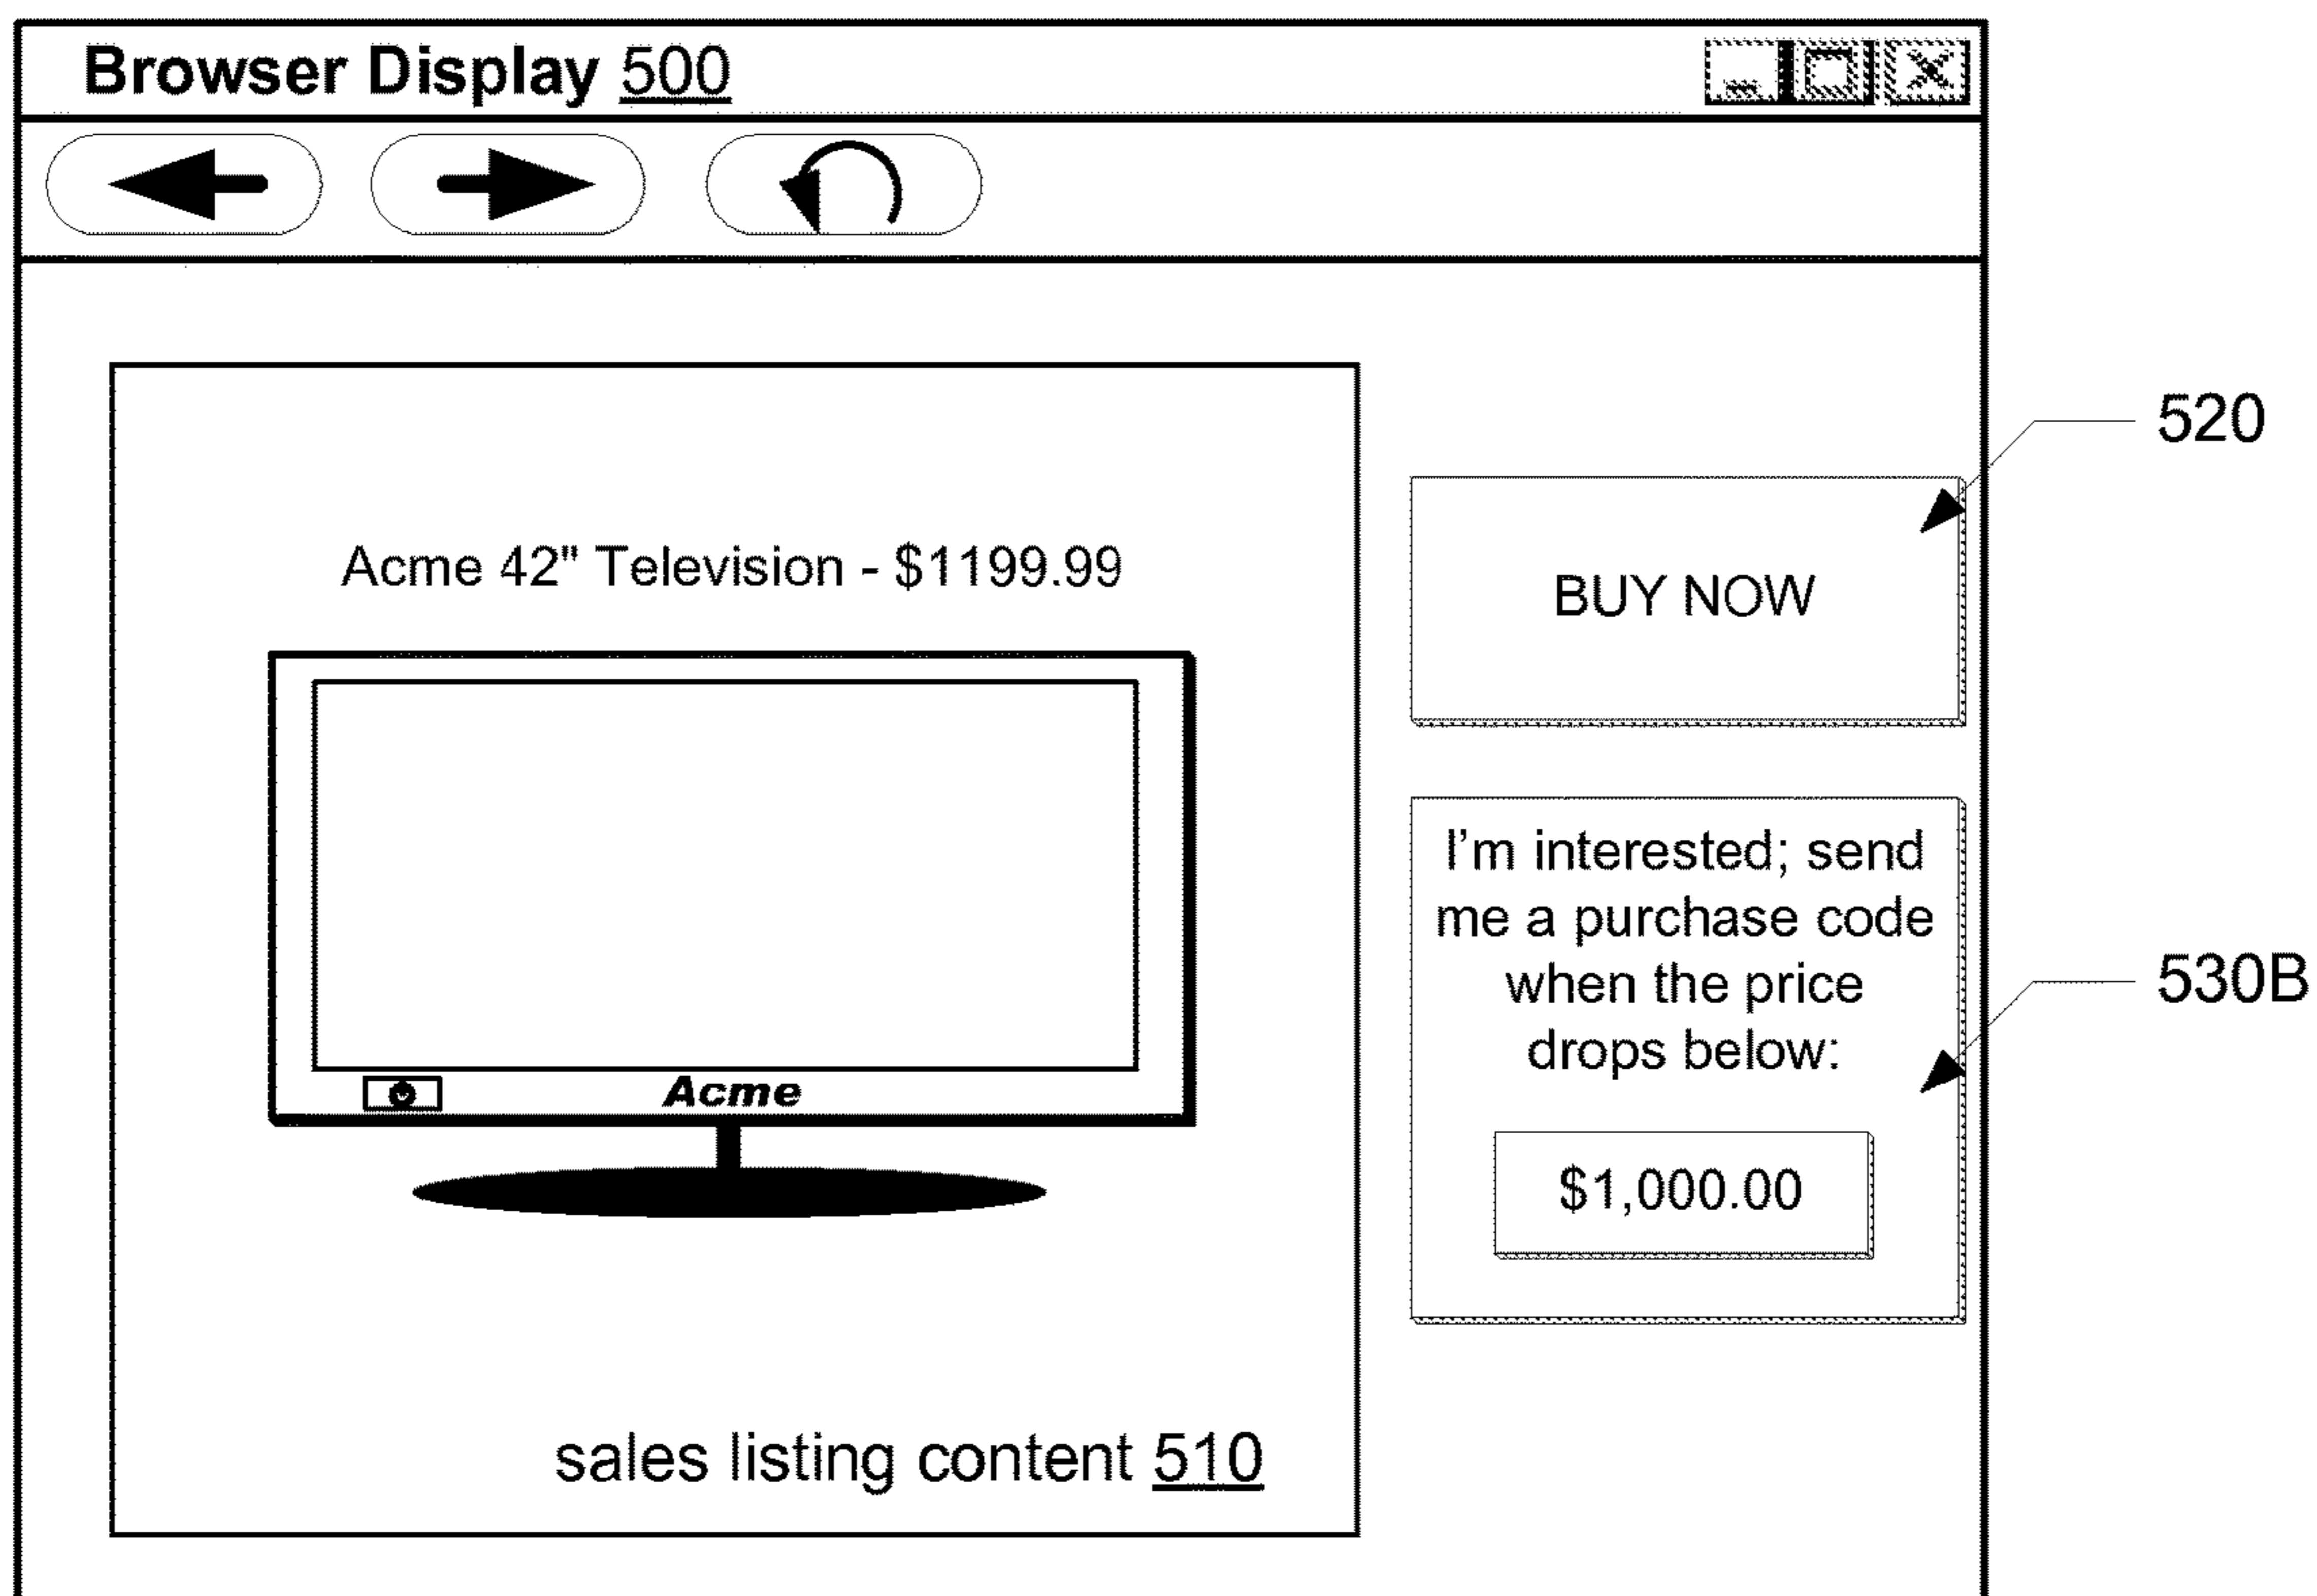 Browser Display 500
520
Acme 42" Television - $1199.99
BUY NOW
I'm interested; send
me a purchase code
when the price
drops below:
530B
$1,000.00
Acme
sales listing content 510